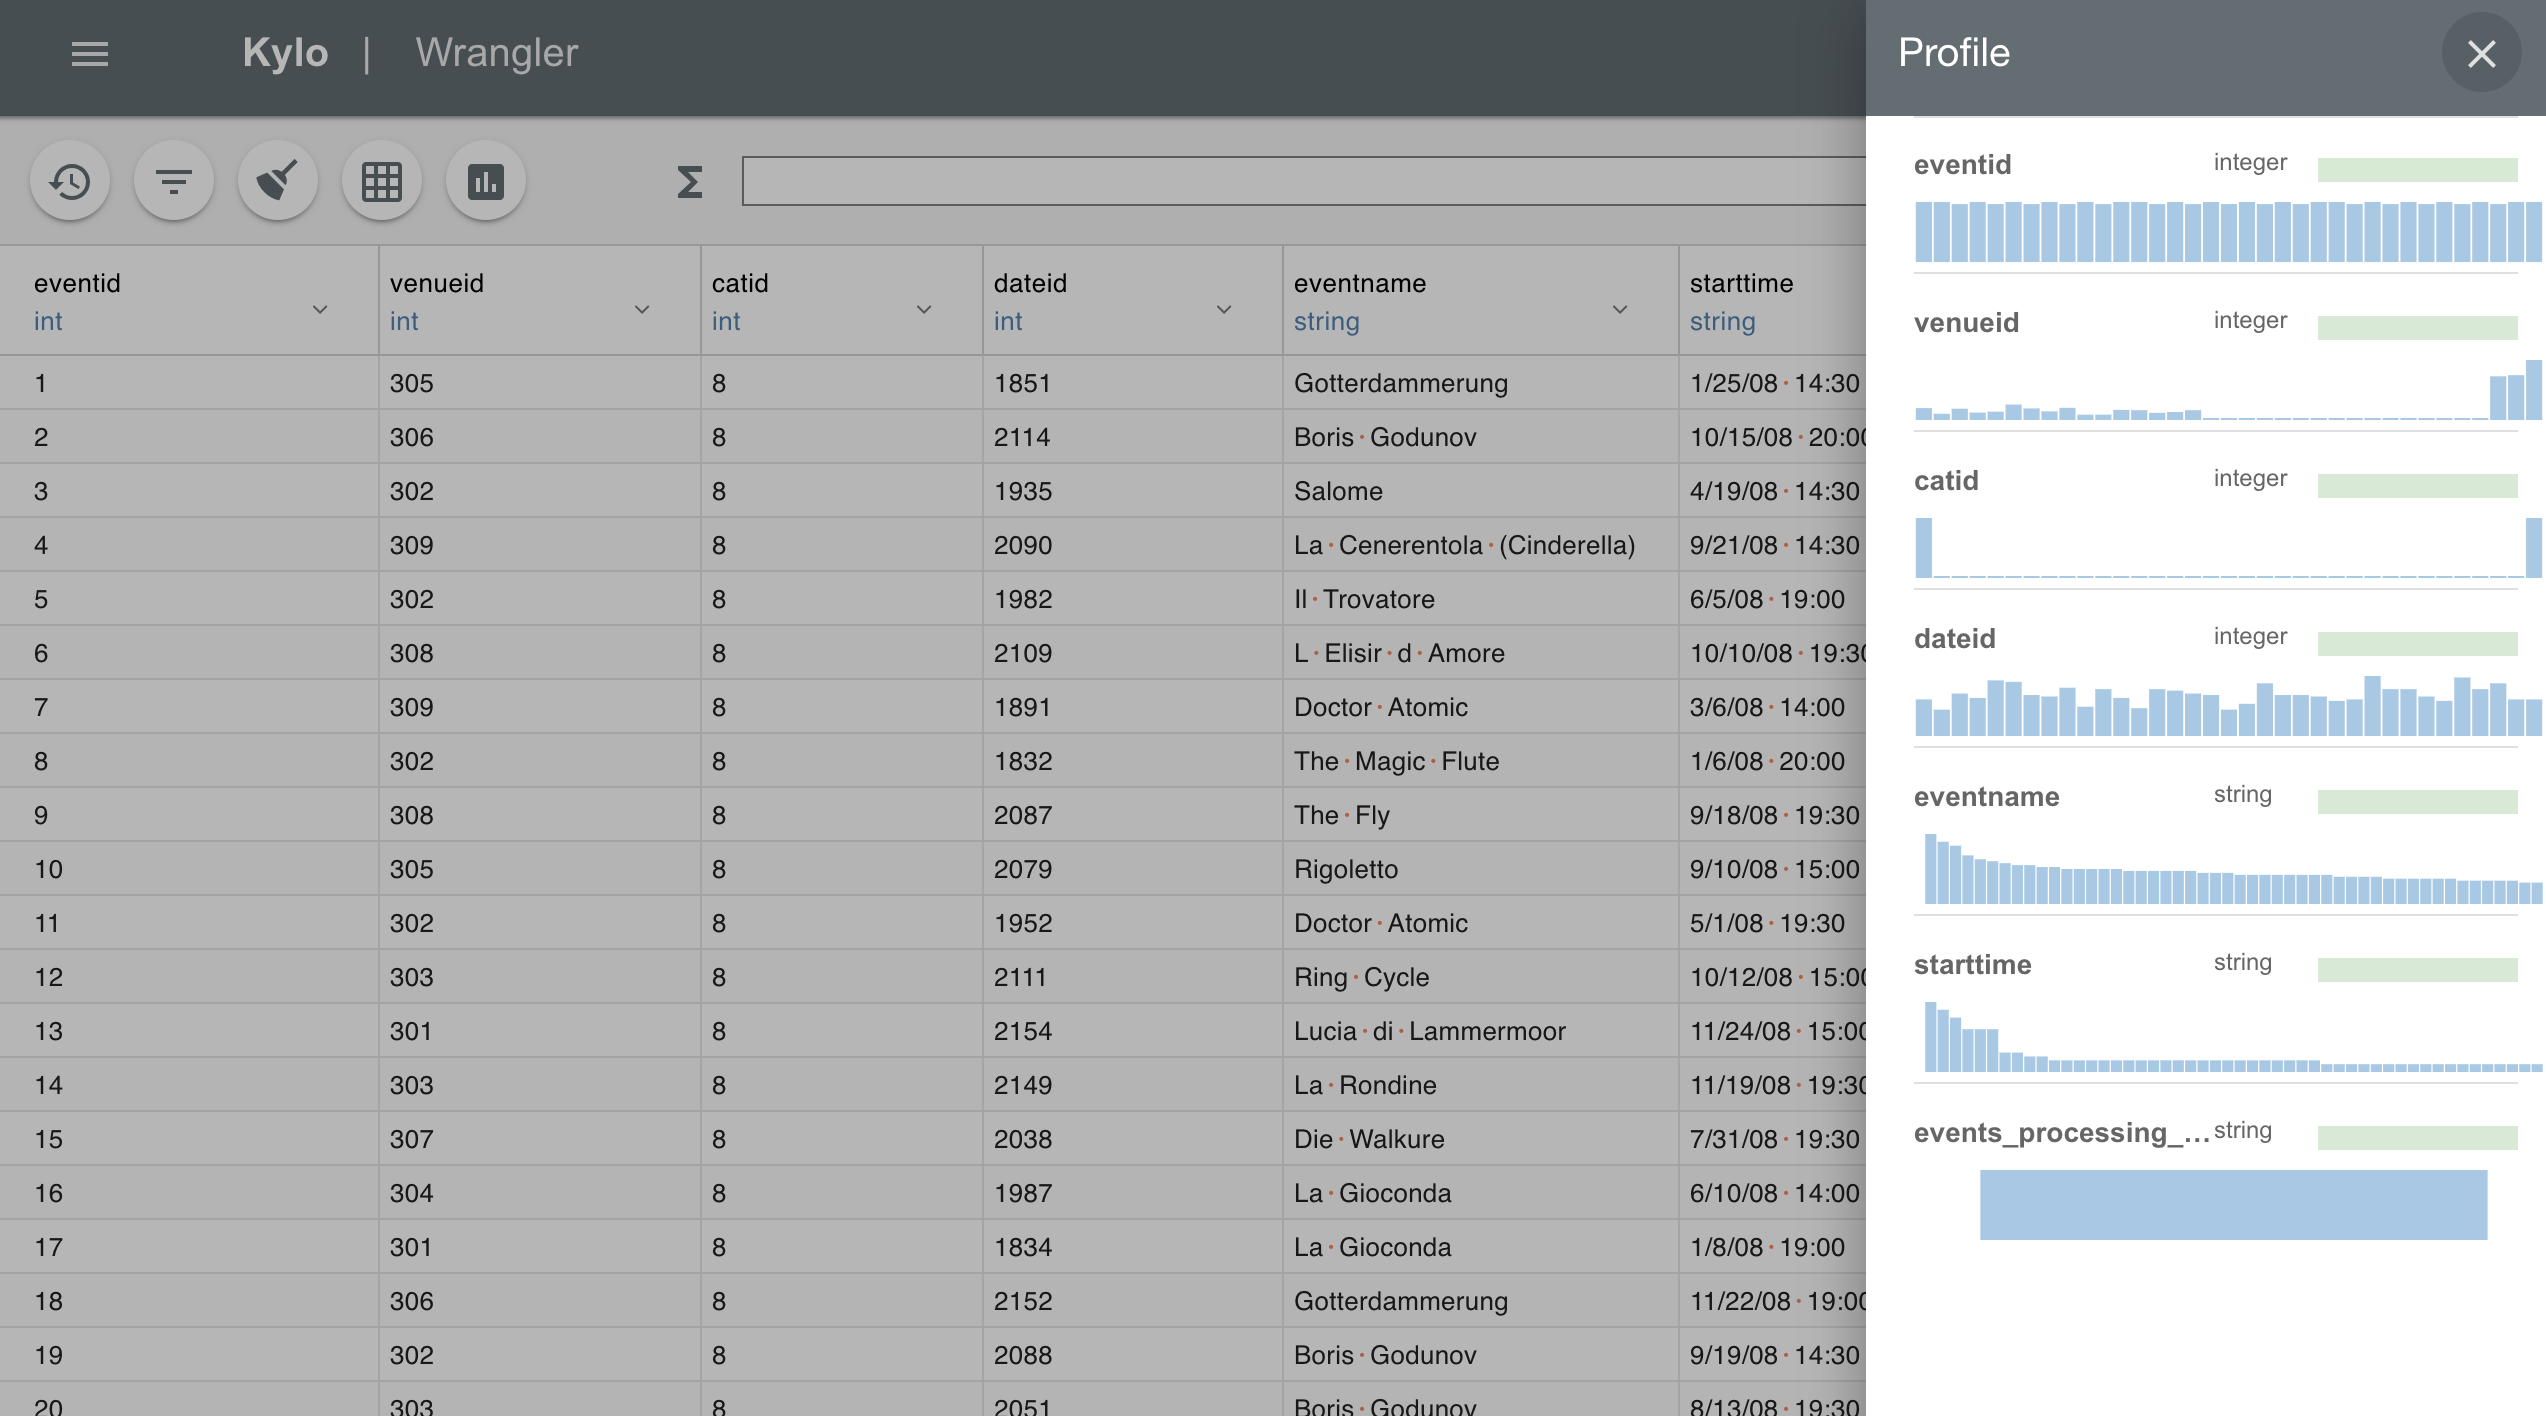 Kylo | Wrangler
Profile
eventid venueid catid dateid eventname starttime
int int int int string string
1 305 8 1851 Gotterdammerung 1/25/08·14:30
2 306 8 2114 Boris·Godunov 10/15/08·20:00
3 302 8 1935 Salome 4/19/08·14:30
4 309 8 2090 La·Cenerentola·(Cinderella) 9/21/08·14:30
5 302 8 1982 Il·Trovatore 6/5/08·19:00
6 308 8 2109 L·Elisir·d·Amore 10/10/08·19:30
7 309 8 1891 Doctor·Atomic 3/6/08·14:00
8 302 8 1832 The·Magic·Flute 1/6/08·20:00
9 308 8 2087 The·Fly 9/18/08·19:30
10 305 8 2079 Rigoletto 9/10/08·15:00
11 302 8 1952 Doctor·Atomic 5/1/08·19:30
12 303 8 2111 Ring·Cycle 10/12/08·15:00
13 301 8 2154 Lucia·di·Lammermoor 11/24/08·15:00
14 303 8 2149 La·Rondine 11/19/08·19:30
15 307 8 2038 Die·Walkure 7/31/08·19:30
16 304 8 1987 La·Gioconda 6/10/08·14:00
17 301 8 1834 La·Gioconda 1/8/08·19:00
18 306 8 2152 Gotterdammerung 11/22/08·19:00
19 302 8 2088 Boris·Godunov 9/19/08·14:30
20 303 8 2051 Boris·Godunov 8/13/08·19:30
eventid integer
venueid integer
catid integer
dateid integer
eventname string
starttime string
events_processing_... string